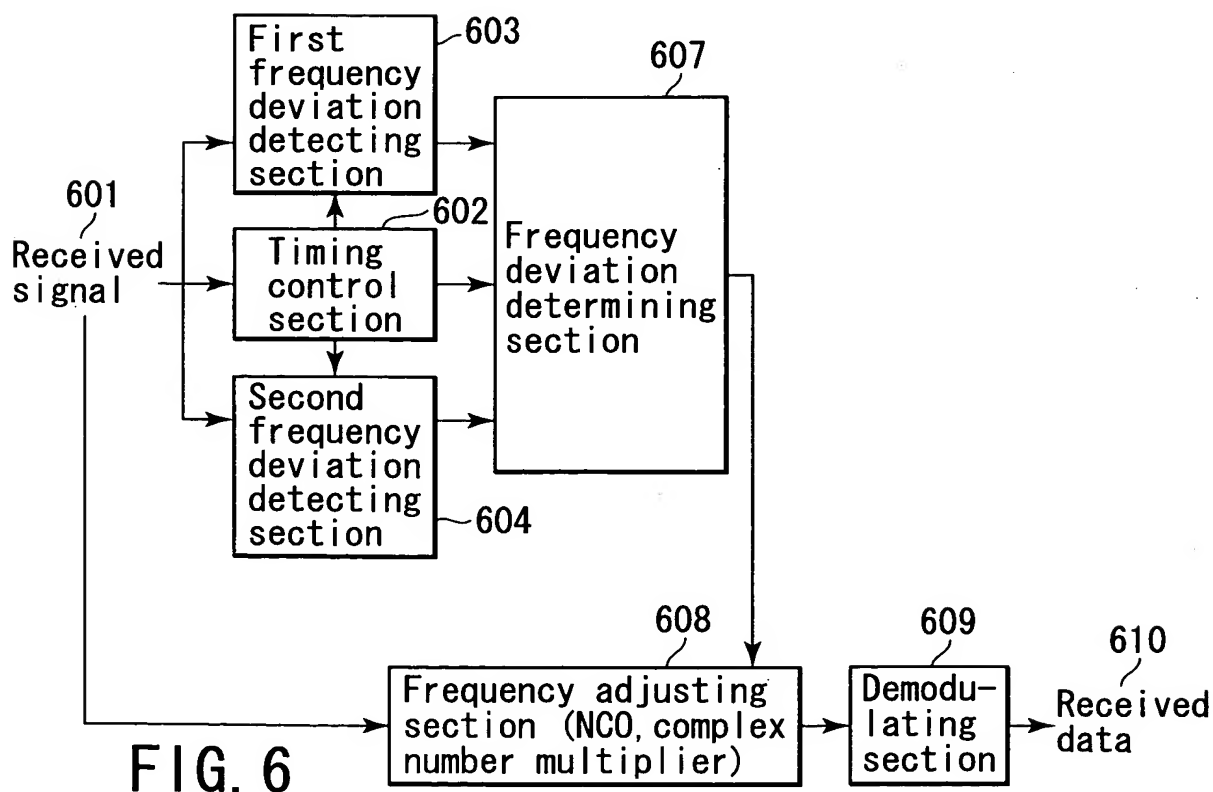 603
First
frequency
deviation
detecting
section
607
601
Received
signal
602
Timing
control
section
Frequency
deviation
determining
section
Second
frequency
deviation
detecting
section
604
608
Frequency adjusting
section (NCO, complex
number multiplier)
609
Demodu-
lating
section
610
Received
data
FIG. 6